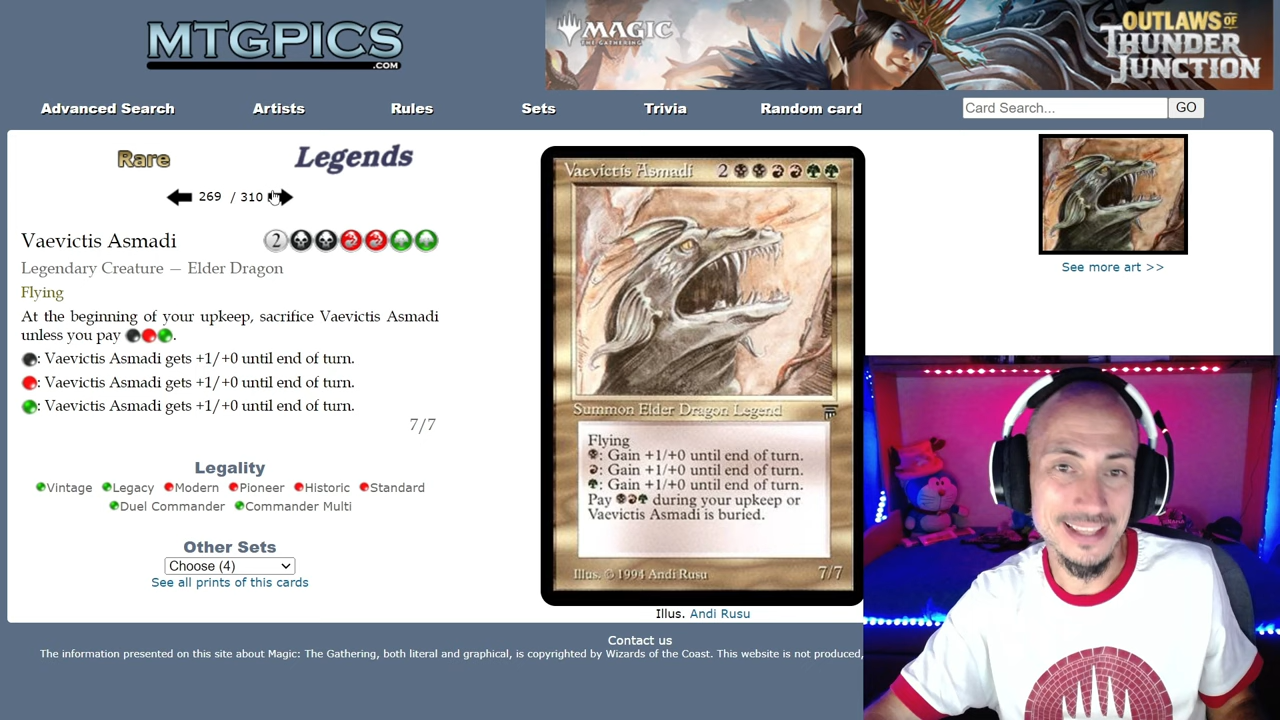 MTGPICS
.COM
MAGIC
THE GATHERING
OUTLAWS OF
THUNDER
JUNCTION
Advanced Search
Artists
Rules
Sets
Trivia
Random card
Card Search...
GO
Rare
Legends
269 / 310
Vaevictis Asmadi
2
Legendary Creature — Elder Dragon
Flying
At the beginning of your upkeep, sacrifice Vaevictis Asmadi
unless you pay .
: Vaevictis Asmadi gets +1/+0 until end of turn.
: Vaevictis Asmadi gets +1/+0 until end of turn.
: Vaevictis Asmadi gets +1/+0 until end of turn.
7/7
Legality
Vintage Legacy Modern Pioneer Historic Standard
Duel Commander Commander Multi
Other Sets
Choose (4)
See all prints of this cards
Vaevictis Asmadi 2
Summon Elder Dragon Legend
Flying
: Gain +1/+0 until end of turn.
: Gain +1/+0 until end of turn.
: Gain +1/+0 until end of turn.
Pay during your upkeep or
Vaevictis Asmadi is buried.
Illus. © 1994 Andi Rusu 7/7
Illus. Andi Rusu
See more art >>
Contact us
The information presented on this site about Magic: The Gathering, both literal and graphical, is copyrighted by Wizards of the Coast. This website is not produced,